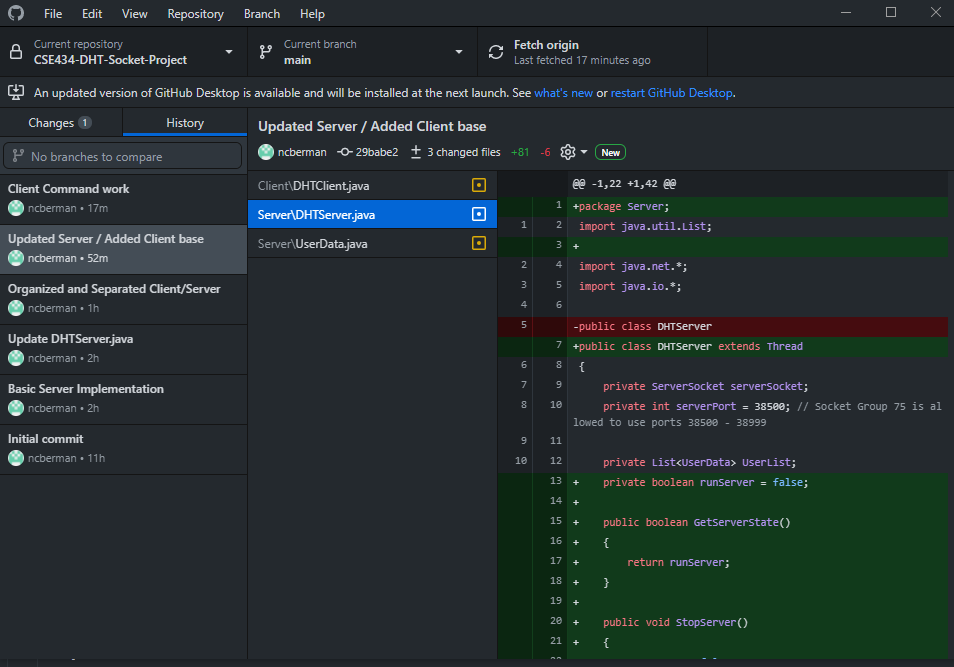 File Edit View Repository Branch Help
Current repository
CSE434-DHT-Socket-Project
Current branch
main
Fetch origin
Last fetched 17 minutes ago
An updated version of GitHub Desktop is available and will be installed at the next launch. See what's new or restart GitHub Desktop.
Changes 1
History
No branches to compare
Client Command work
ncberman • 17m
Updated Server / Added Client base
ncberman • 52m
Organized and Separated Client/Server
ncberman • 1h
Update DHTServer.java
ncberman • 2h
Basic Server Implementation
ncberman • 2h
Initial commit
ncberman • 11h
Updated Server / Added Client base
ncberman 29babe2 3 changed files +81 -6 New
Client\DHTClient.java
Server\DHTServer.java
Server\UserData.java
@@ -1,22 +1,42 @@
1 +package Server;
1 2 import java.util.List;
3 +
2 4 import java.net.*;
3 5 import java.io.*;
4 6
5 -public class DHTServer
7 +public class DHTServer extends Thread
6 8 {
7 9 private ServerSocket serverSocket;
8 10 private int serverPort = 38500; // Socket Group 75 is al
lowed to use ports 38500 - 38999
9 11
10 12 private List<UserData> UserList;
13 + private boolean runServer = false;
14 +
15 + public boolean GetServerState()
16 + {
17 + return runServer;
18 + }
19 +
20 + public void StopServer()
21 + {